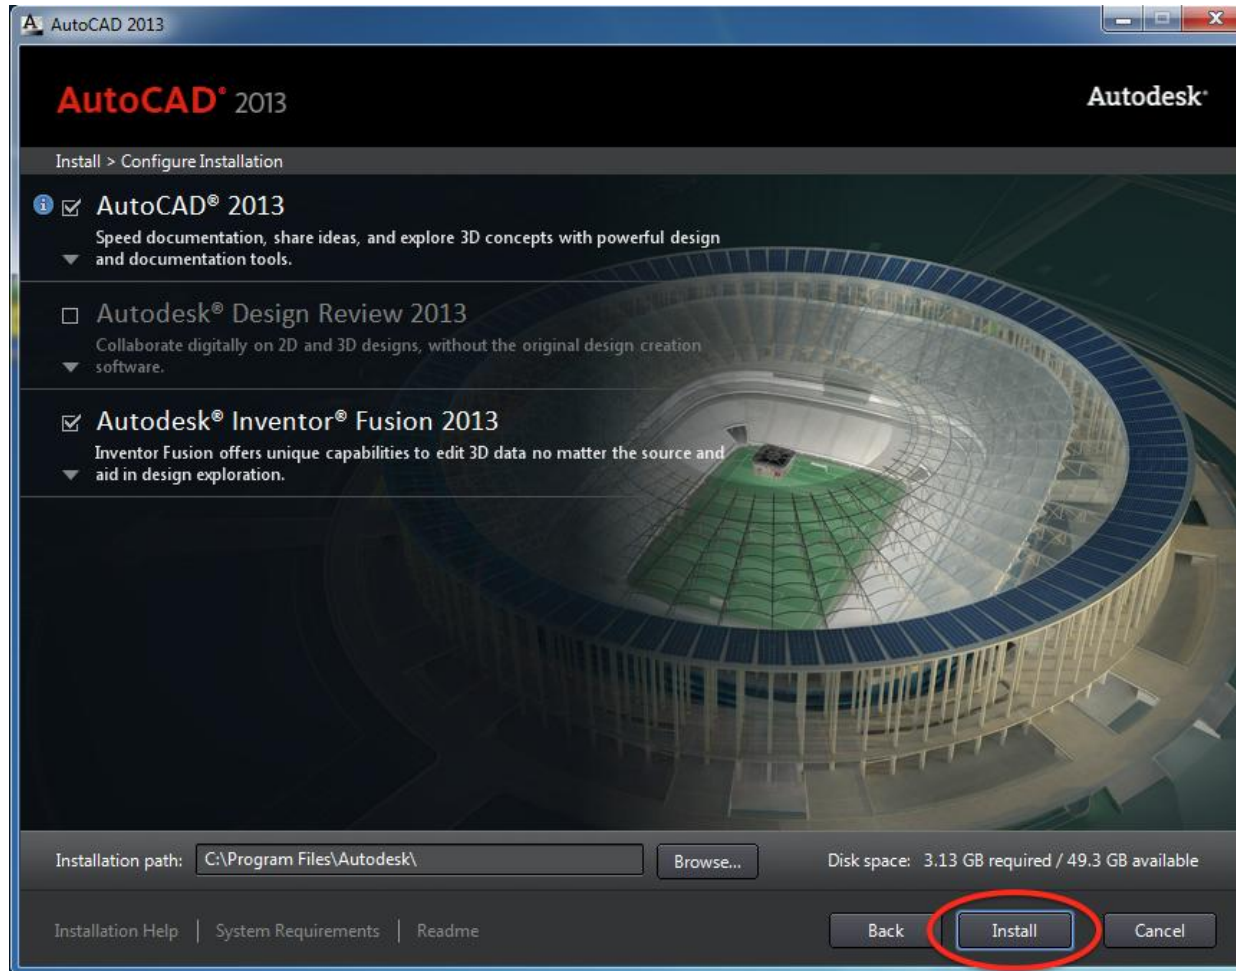 AutoCAD 2013
AutoCAD® 2013
Autodesk®
Install > Configure Installation
AutoCAD® 2013
Speed documentation, share ideas, and explore 3D concepts with powerful design
and documentation tools.
Autodesk® Design Review 2013
Collaborate digitally on 2D and 3D designs, without the original design creation
software.
Autodesk® Inventor® Fusion 2013
Inventor Fusion offers unique capabilities to edit 3D data no matter the source and
aid in design exploration.
Installation path: C:\Program Files\Autodesk\ Browse... Disk space: 3.13 GB required / 49.3 GB available
Installation Help | System Requirements | Readme Back Install Cancel